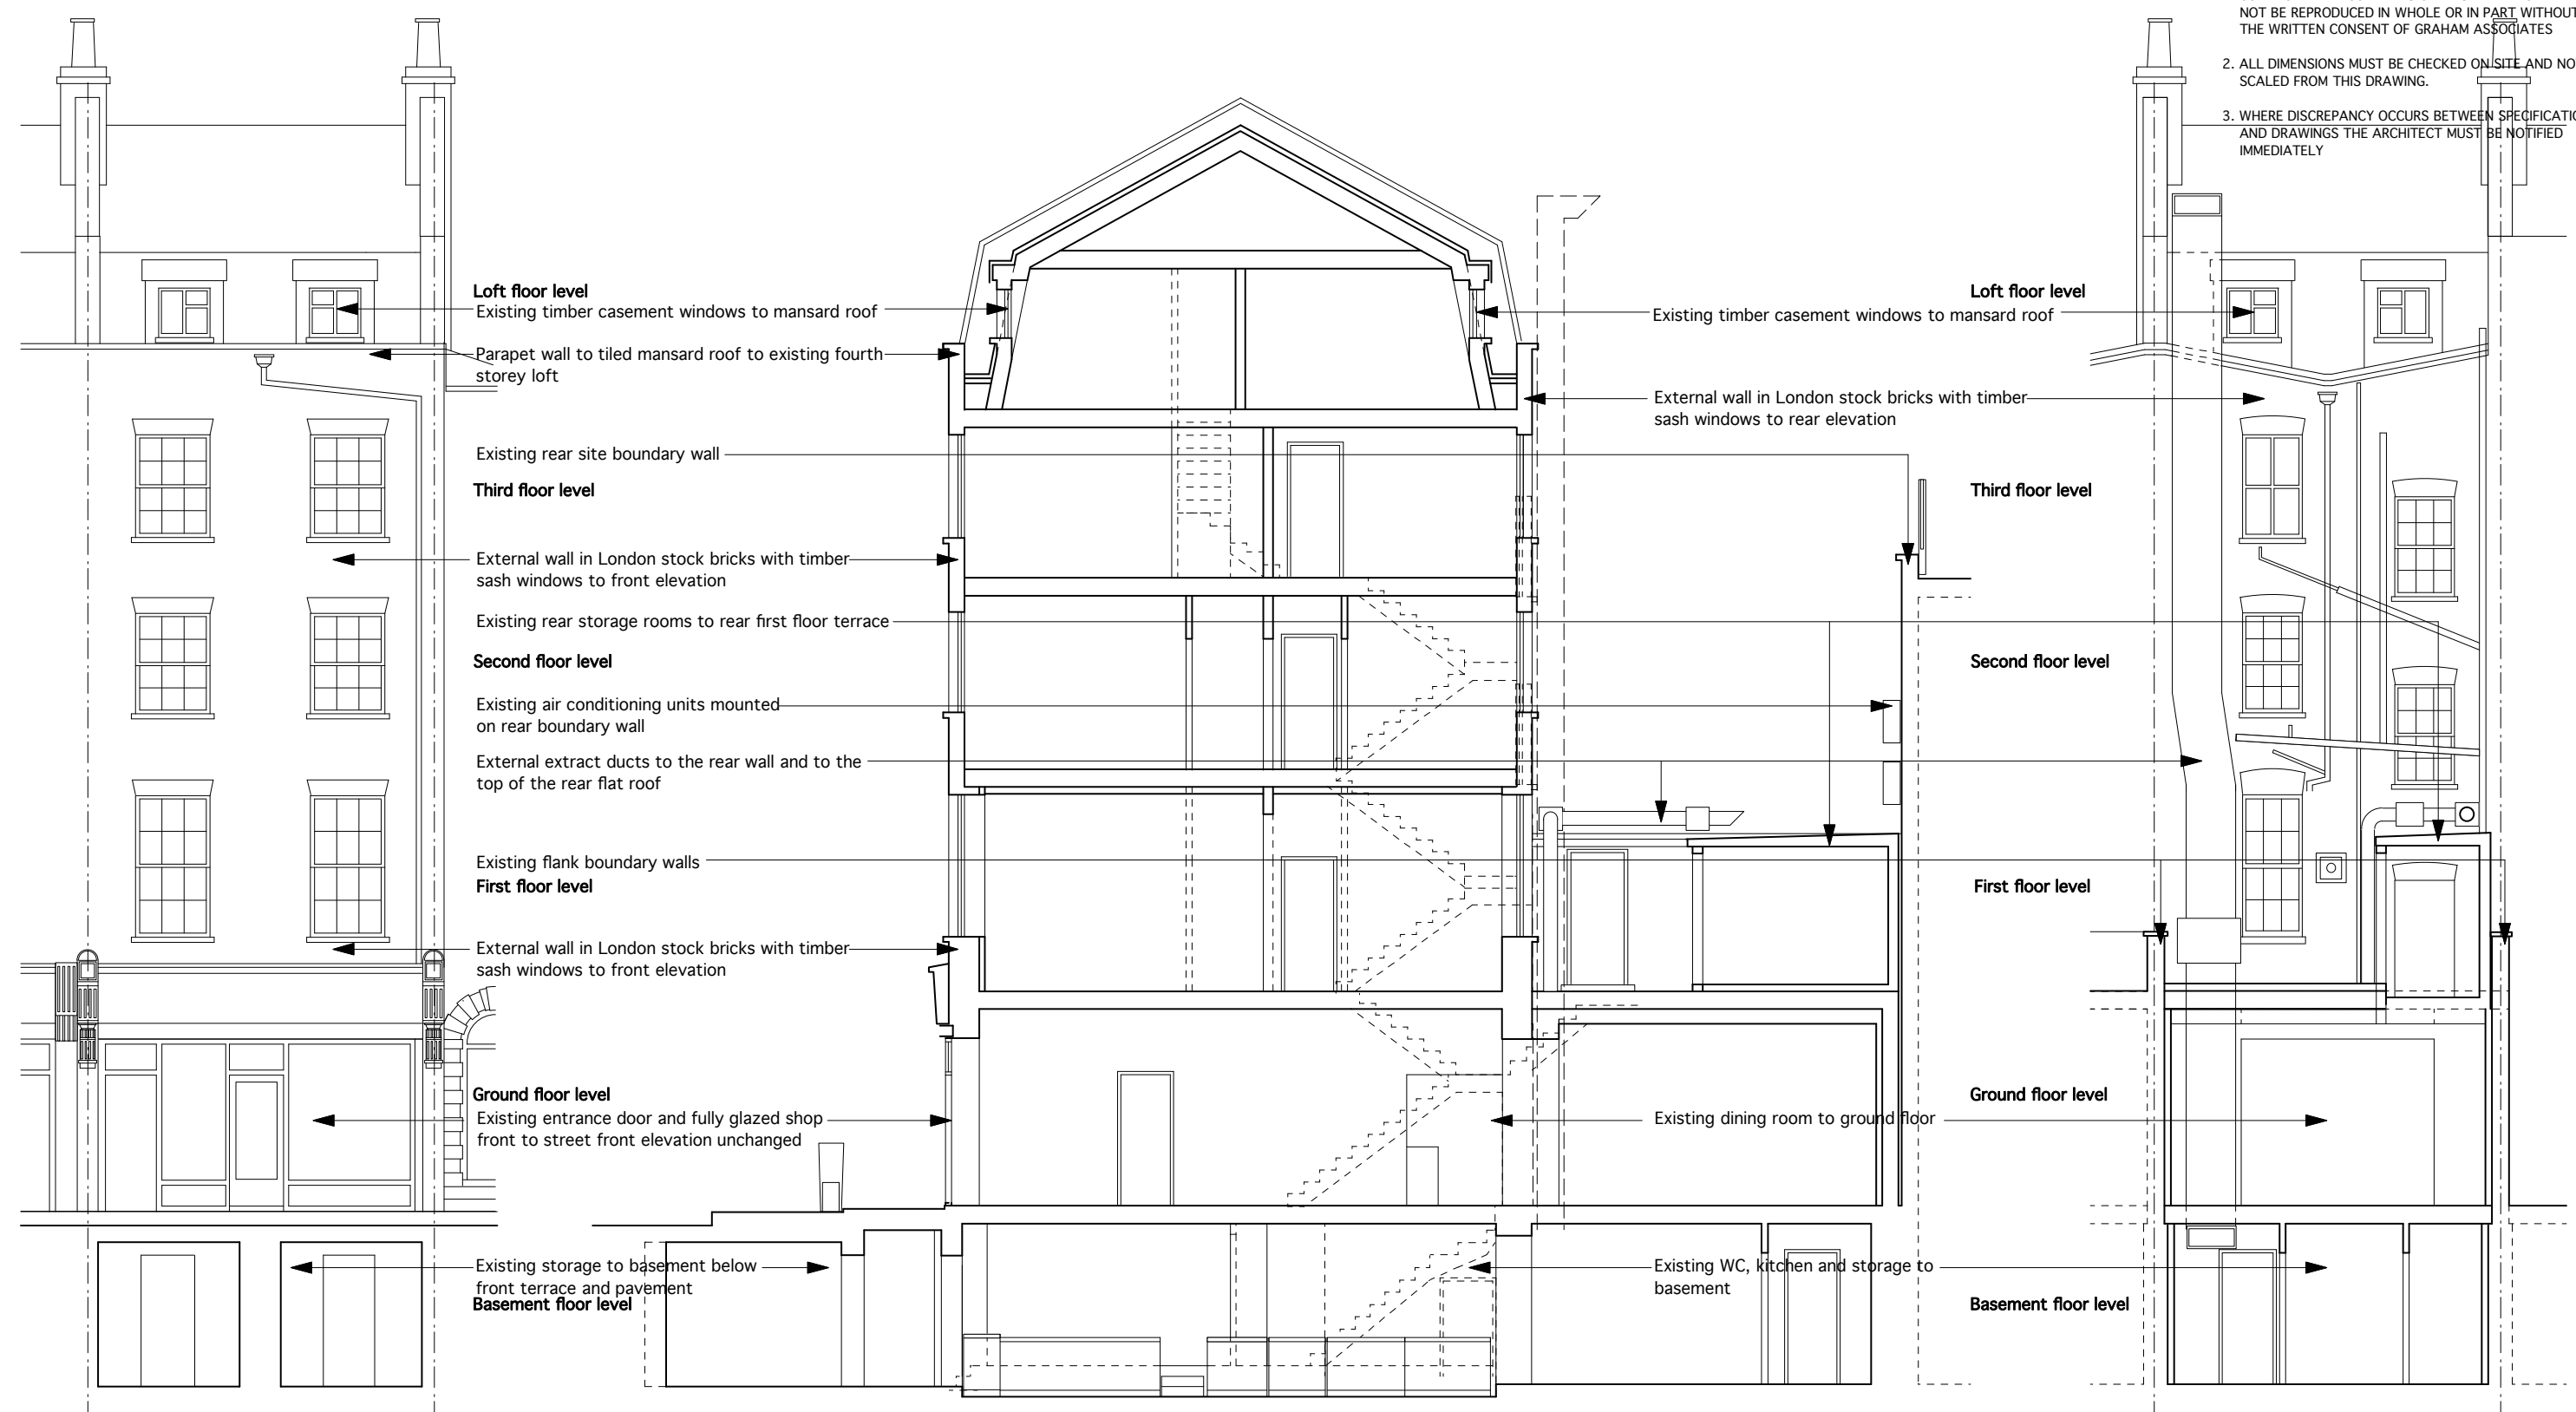 NOT BE REPRODUCED IN WHOLE OR IN PART WITHOUT
THE WRITTEN CONSENT OF GRAHAM ASSOCIATES
2. ALL DIMENSIONS MUST BE CHECKED ON SITE AND NO
SCALED FROM THIS DRAWING.
3. WHERE DISCREPANCY OCCURS BETWEEN SPECIFICATIO
AND DRAWINGS THE ARCHITECT MUST BE NOTIFIED
IMMEDIATELY
Loft floor level
Existing timber casement windows to mansard roof
Parapet wall to tiled mansard roof to existing fourth
storey loft
Existing rear site boundary wall
Third floor level
External wall in London stock bricks with timber
sash windows to front elevation
Existing rear storage rooms to rear first floor terrace
Second floor level
Existing air conditioning units mounted
on rear boundary wall
External extract ducts to the rear wall and to the
top of the rear flat roof
Existing flank boundary walls
First floor level
External wall in London stock bricks with timber
sash windows to front elevation
Ground floor level
Existing entrance door and fully glazed shop
front to street front elevation unchanged
Existing storage to basement below
front terrace and pavement
Basement floor level
Loft floor level
Existing timber casement windows to mansard roof
External wall in London stock bricks with timber
sash windows to rear elevation
Third floor level
Second floor level
First floor level
Ground floor level
Existing dining room to ground floor
Existing WC, kitchen and storage to
basement
Basement floor level